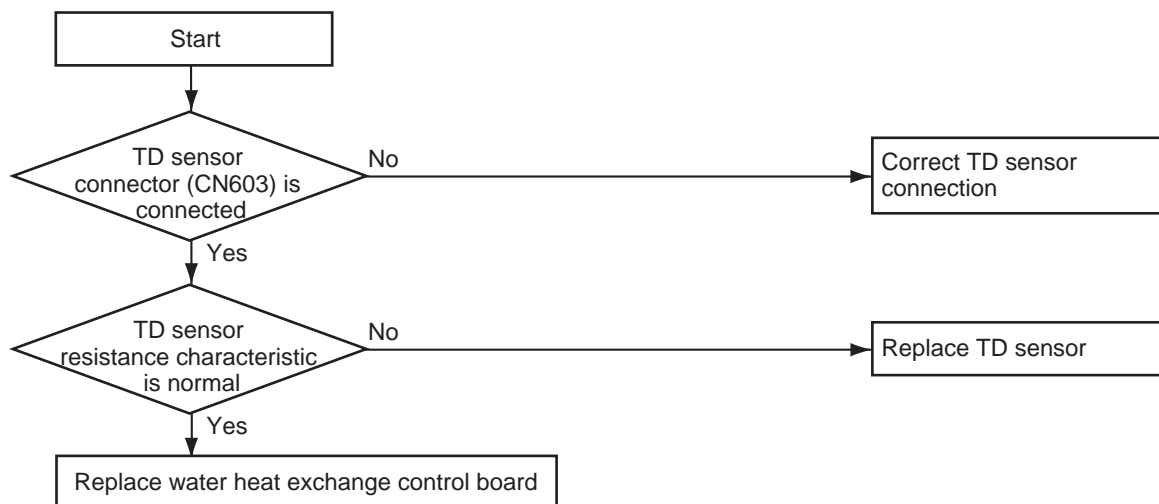 Start
TD sensor
connector (CN603) is
connected
No
Correct TD sensor
connection
Yes
TD sensor
resistance characteristic
is normal
No
Replace TD sensor
Yes
Replace water heat exchange control board